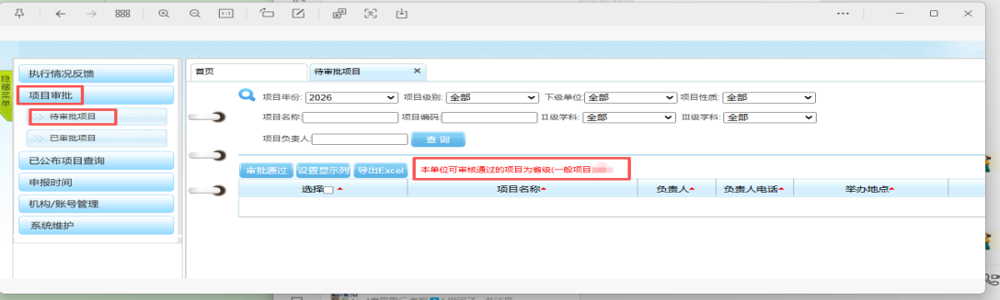 首页
待审批项目 ×
隐藏菜单
执行情况反馈
项目审批
待审批项目
已审批项目
已公布项目查询
申报时间
机构/账号管理
系统维护
项目年份: 2026 项目级别: 全部 下级单位: 全部 项目性质: 全部
项目名称: 项目编码: II级学科: 全部 III级学科: 全部
项目负责人: 查询
审批通过 设置显示列 导出Excel 本单位可审核通过的项目为省级(一般项目
选择 项目名称 负责人 负责人电话 举办地点